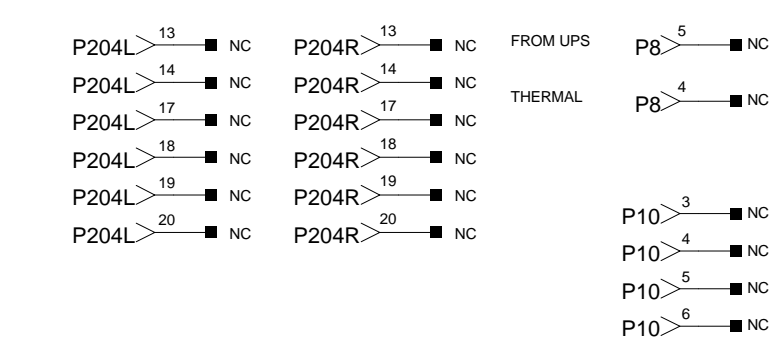 P204L 13 NC P204R 13 NC FROM UPS P8 5 NC
P204L 14 NC P204R 14 NC THERMAL P8 4 NC
P204L 17 NC P204R 17 NC
P204L 18 NC P204R 18 NC
P204L 19 NC P204R 19 NC P10 3 NC
P204L 20 NC P204R 20 NC P10 4 NC
P10 5 NC
P10 6 NC